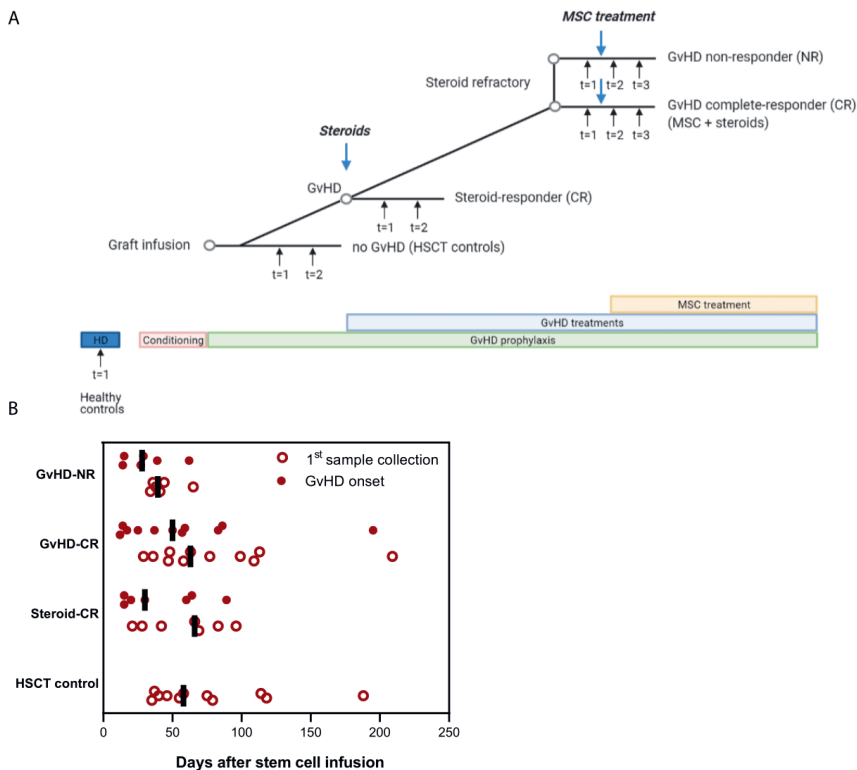 A
MSC treatment
GvHD non-responder (NR)
t=1 t=2 t=3
Steroid refractory
GvHD complete-responder (CR)
(MSC + steroids)
t=1 t=2 t=3
Steroids
GvHD
Steroid-responder (CR)
t=1 t=2
Graft infusion
no GvHD (HSCT controls)
t=1 t=2
MSC treatment
GvHD treatments
HD
Conditioning
GvHD prophylaxis
t=1
Healthy
controls
B
1st sample collection
GvHD onset
GvHD-NR
GvHD-CR
Steroid-CR
HSCT control
0 50 100 150 200 250
Days after stem cell infusion